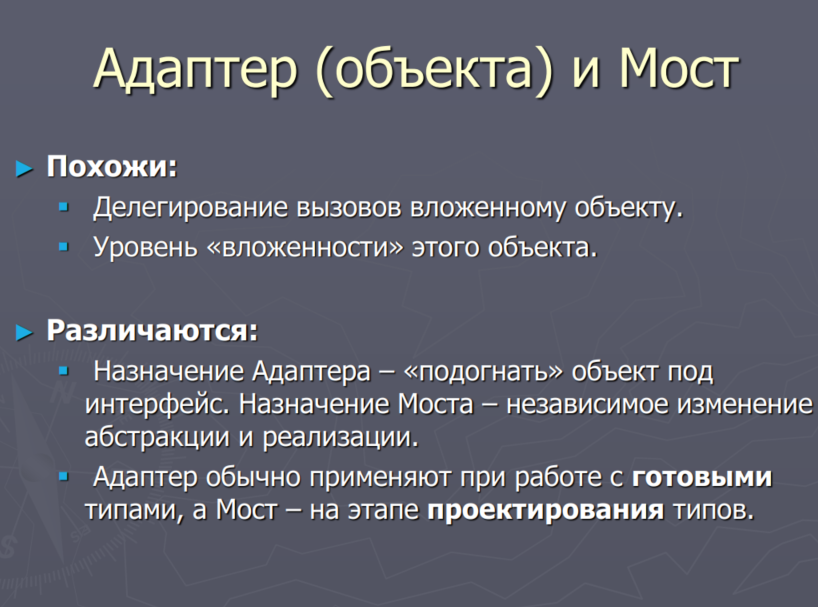 Адаптер (объекта) и Мост
► Похожи:
▪ Делегирование вызовов вложенному объекту.
▪ Уровень «вложенности» этого объекта.
► Различаются:
▪ Назначение Адаптера – «подогнать» объект под
интерфейс. Назначение Моста – независимое изменение
абстракции и реализации.
▪ Адаптер обычно применяют при работе с готовыми
типами, а Мост – на этапе проектирования типов.
N
S